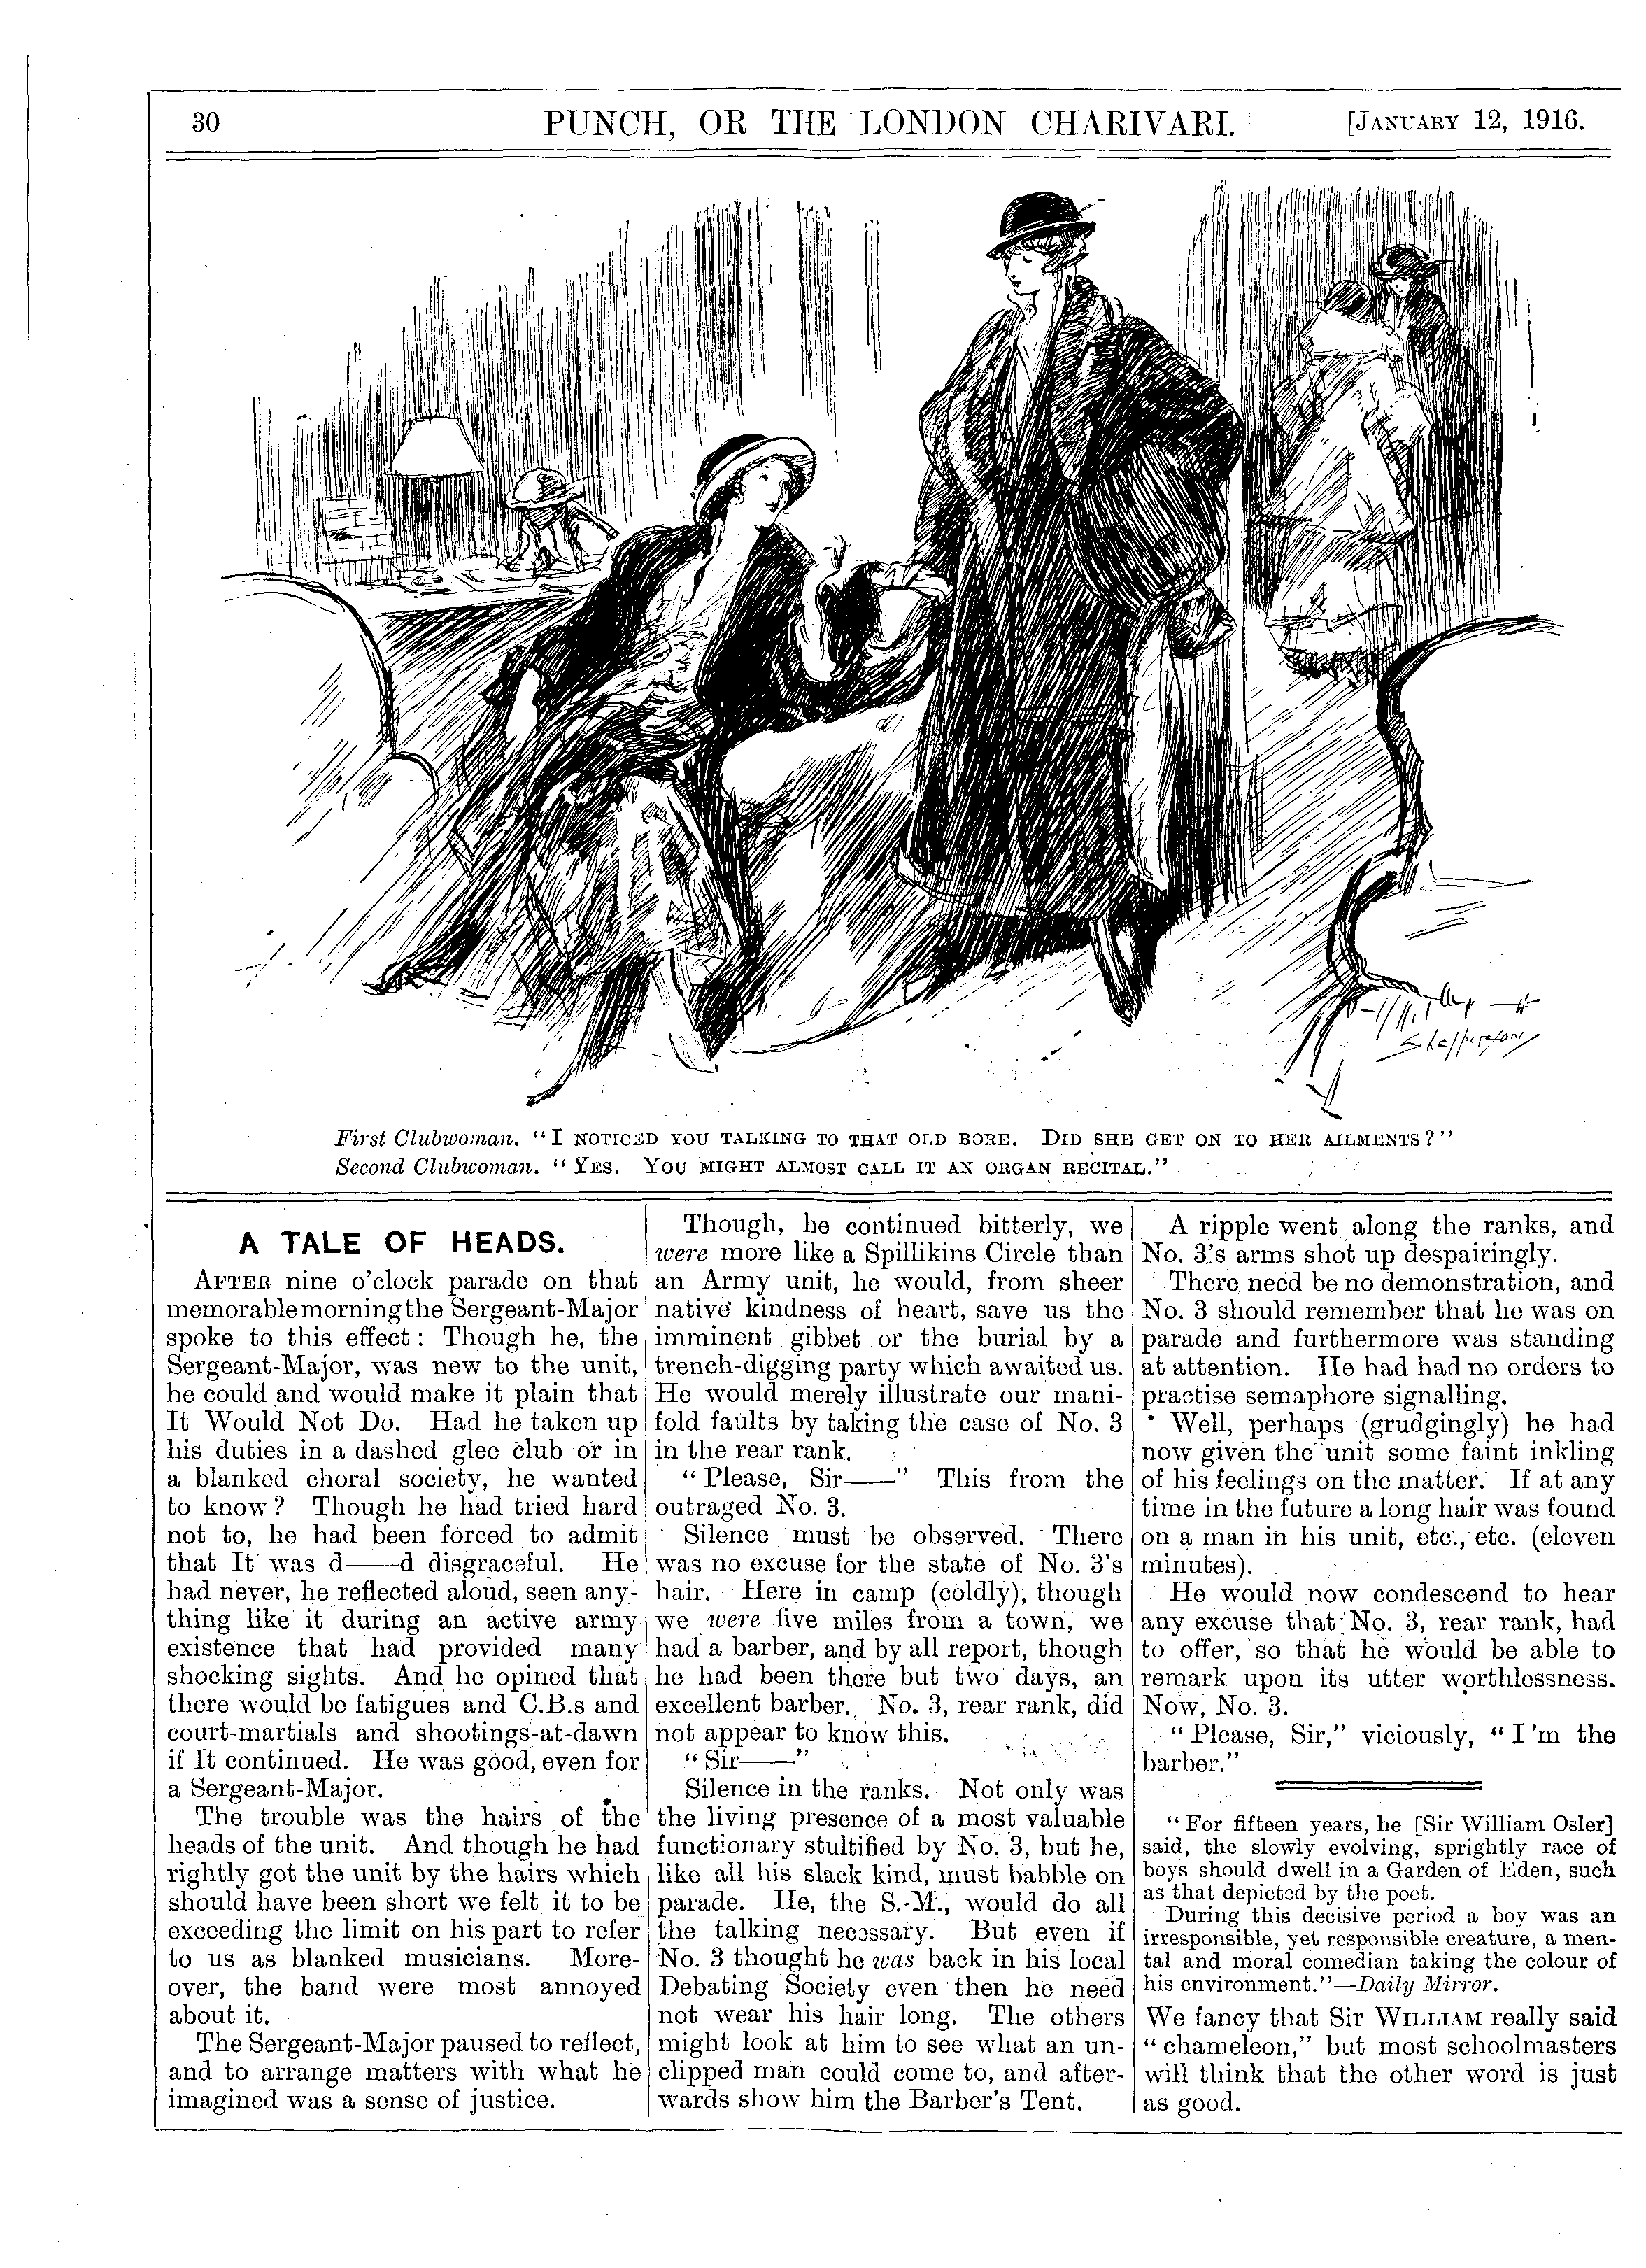 30
PUNCH, OR THE LONDON CHARIVARI.
[JANUARY 12, 1916.
Shepperson
First Clubwoman. "I NOTICED YOU TALKING TO THAT OLD BORE. DID SHE GET ON TO HER AILMENTS?"
Second Clubwoman. "YES. YOU MIGHT ALMOST CALL IT AN ORGAN RECITAL."
A TALE OF HEADS.
AFTER nine o'clock parade on that
memorable morning the Sergeant-Major
spoke to this effect: Though he, the
Sergeant-Major, was new to the unit,
he could and would make it plain that
It Would Not Do. Had he taken up
his duties in a dashed glee club or in
a blanked choral society, he wanted
to know? Though he had tried hard
not to, he had been forced to admit
that It was d——d disgraceful. He
had never, he reflected aloud, seen any-
thing like it during an active army
existence that had provided many
shocking sights. And he opined that
there would be fatigues and C.B.s and
court-martials and shootings-at-dawn
if It continued. He was good, even for
a Sergeant-Major.
The trouble was the hairs of the
heads of the unit. And though he had
rightly got the unit by the hairs which
should have been short we felt it to be
exceeding the limit on his part to refer
to us as blanked musicians. More-
over, the band were most annoyed
about it.
The Sergeant-Major paused to reflect,
and to arrange matters with what he
imagined was a sense of justice.
Though, he continued bitterly, we
were more like a Spillikins Circle than
an Army unit, he would, from sheer
native kindness of heart, save us the
imminent gibbet or the burial by a
trench-digging party which awaited us.
He would merely illustrate our mani-
fold faults by taking the case of No. 3
in the rear rank.
"Please, Sir——" This from the
outraged No. 3.
Silence must be observed. There
was no excuse for the state of No. 3's
hair. Here in camp (coldly), though
we were five miles from a town, we
had a barber, and by all report, though
he had been there but two days, an
excellent barber. No. 3, rear rank, did
not appear to know this.
"Sir——"
Silence in the ranks. Not only was
the living presence of a most valuable
functionary stultified by No. 3, but he,
like all his slack kind, must babble on
parade. He, the S.-M., would do all
the talking necessary. But even if
No. 3 thought he was back in his local
Debating Society even then he need
not wear his hair long. The others
might look at him to see what an un-
clipped man could come to, and after-
wards show him the Barber's Tent.
A ripple went along the ranks, and
No. 3's arms shot up despairingly.
There need be no demonstration, and
No. 3 should remember that he was on
parade and furthermore was standing
at attention. He had had no orders to
practise semaphore signalling.
Well, perhaps (grudgingly) he had
now given the unit some faint inkling
of his feelings on the matter. If at any
time in the future a long hair was found
on a man in his unit, etc., etc. (eleven
minutes).
He would now condescend to hear
any excuse that No. 3, rear rank, had
to offer, so that he would be able to
remark upon its utter worthlessness.
Now, No. 3.
"Please, Sir," viciously, "I'm the
barber."
"For fifteen years, he [Sir William Osler]
said, the slowly evolving, sprightly race of
boys should dwell in a Garden of Eden, such
as that depicted by the poet.
During this decisive period a boy was an
irresponsible, yet responsible creature, a men-
tal and moral comedian taking the colour of
his environment."—Daily Mirror.
We fancy that Sir WILLIAM really said
"chameleon," but most schoolmasters
will think that the other word is just
as good.